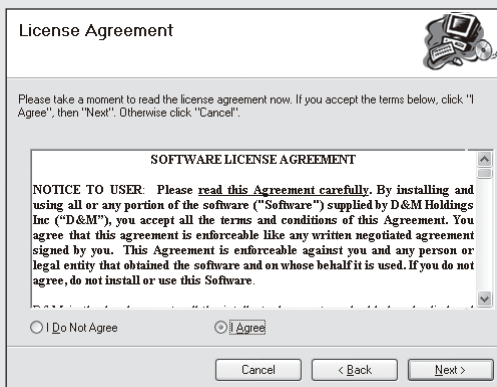 License Agreement
Please take a moment to read the license agreement now. If you accept the terms below, click "I
Agree", then "Next". Otherwise click "Cancel".
SOFTWARE LICENSE AGREEMENT
NOTICE TO USER: Please read this Agreement carefully. By installing and
using all or any portion of the software ("Software") supplied by D&M Holdings
Inc ("D&M"), you accept all the terms and conditions of this Agreement. You
agree that this agreement is enforceable like any written negotiated agreement
signed by you. This Agreement is enforceable against you and any person or
legal entity that obtained the software and on whose behalf it is used. If you do not
agree, do not install or use this Software.
I Do Not Agree
I Agree
Cancel
< Back
Next >